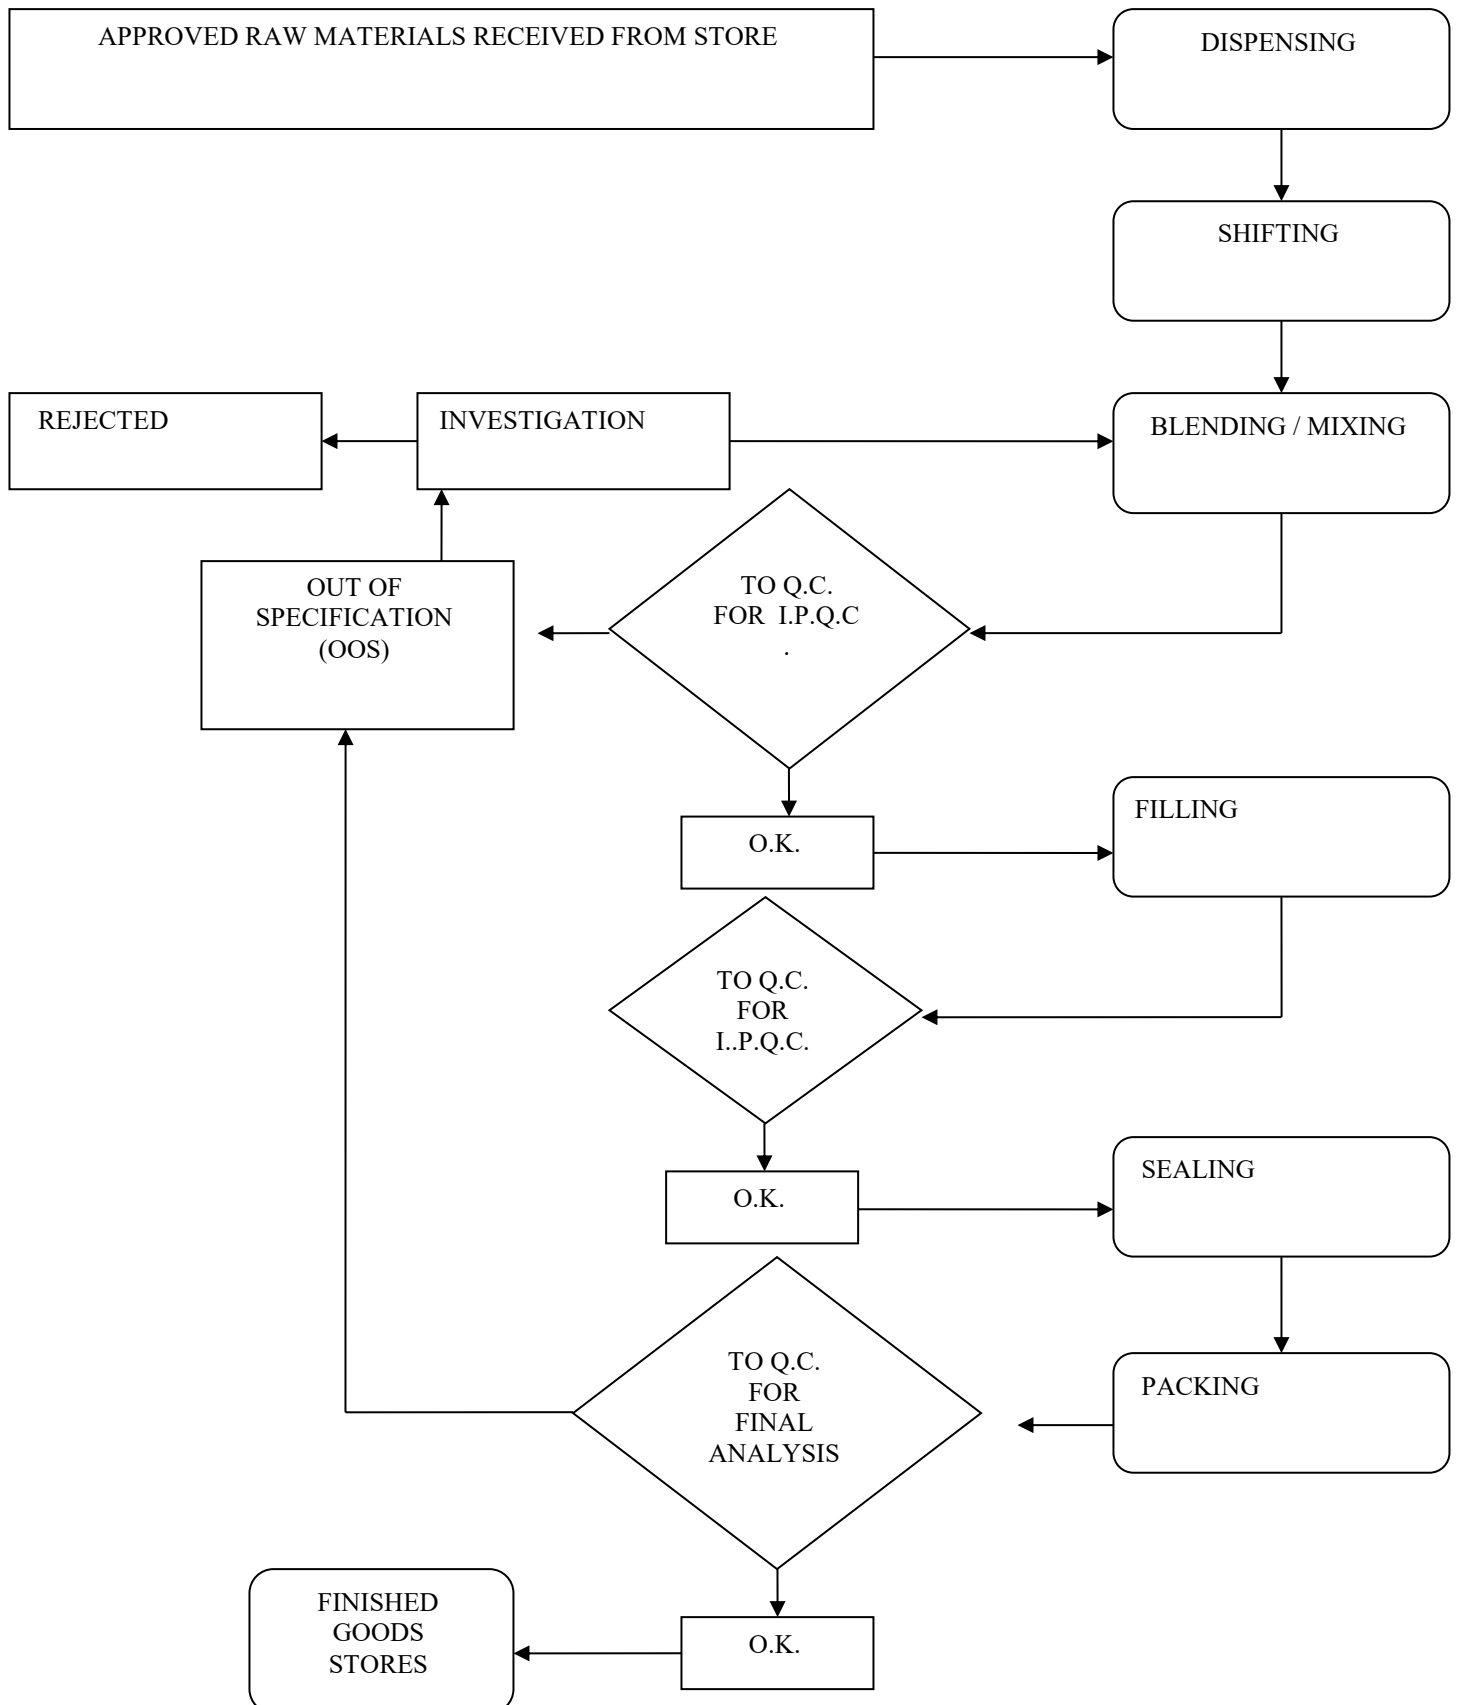 APPROVED RAW MATERIALS RECEIVED FROM STORE
DISPENSING
SHIFTING
REJECTED
INVESTIGATION
BLENDING / MIXING
OUT OF
SPECIFICATION
(OOS)
TO Q.C.
FOR I.P.Q.C
.
O.K.
FILLING
TO Q.C.
FOR
I..P.Q.C.
O.K.
SEALING
TO Q.C.
FOR
FINAL
ANALYSIS
PACKING
FINISHED
GOODS
STORES
O.K.